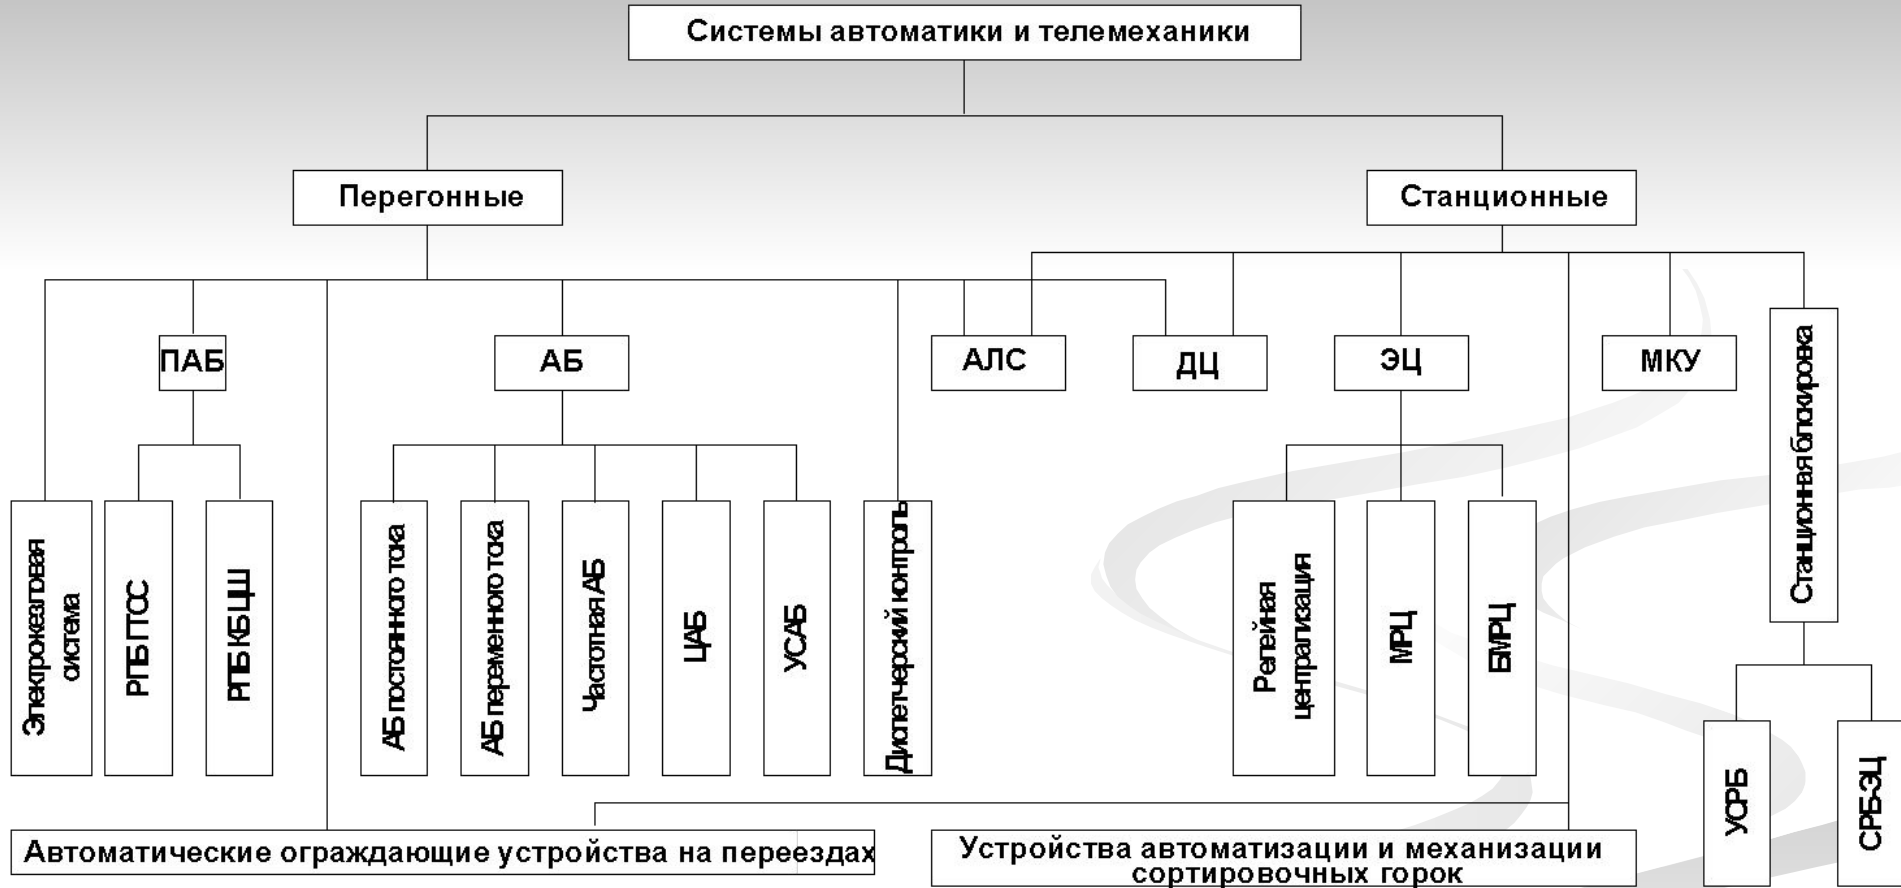 Системы автоматики и телемеханики
Перегонные
Станционные
ПАБ
АБ
АЛС
ДЦ
ЭЦ
МКУ
Станционная блокировка
Электрожезловая
система
РПБ ГТСС
РПБ КБ ЦШ
АБ постоянного тока
АБ переменного тока
Частотная АБ
ЦАБ
УСАБ
Диспетчерский контроль
Релейная
централизация
МРЦ
БМРЦ
УСРБ
СРБ-ЭЦ
Автоматические ограждающие устройства на переездах
Устройства автоматизации и механизации
сортировочных горок